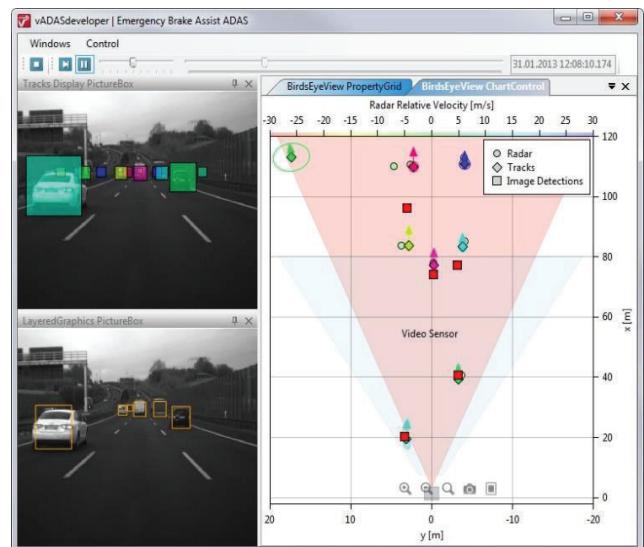 vADASdeveloper | Emergency Brake Assist ADAS
Windows Control
31.01.2013 12:08:10.174
Tracks Display PictureBox
BirdsEyeView PropertyGrid BirdsEyeView ChartControl
Radar Relative Velocity [m/s]
-30 -25 -20 -15 -10 -5 0 5 10 15 20 25 30
120
Radar
Tracks
Image Detections
100
80
x [m]
60
LayeredGraphics PictureBox
Video Sensor
40
20
0
20 10 0 -10 -20
y [m]